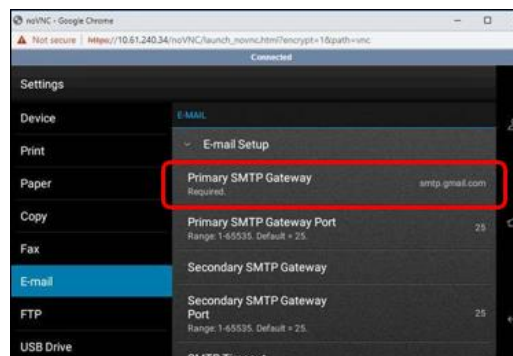 noVNC - Google Chrome
Not secure | https://10.61.240.34/noVNC/launch_novnc.html?encrypt=1&path=vnc
Connected
Settings
Device
Print
Paper
Copy
Fax
E-mail
FTP
USB Drive
E-MAIL
E-mail Setup
Primary SMTP Gateway
smtp.gmail.com
Required.
Primary SMTP Gateway Port
25
Range: 1-65535. Default = 25.
Secondary SMTP Gateway
Secondary SMTP Gateway
Port
25
Range: 1-65535. Default = 25.